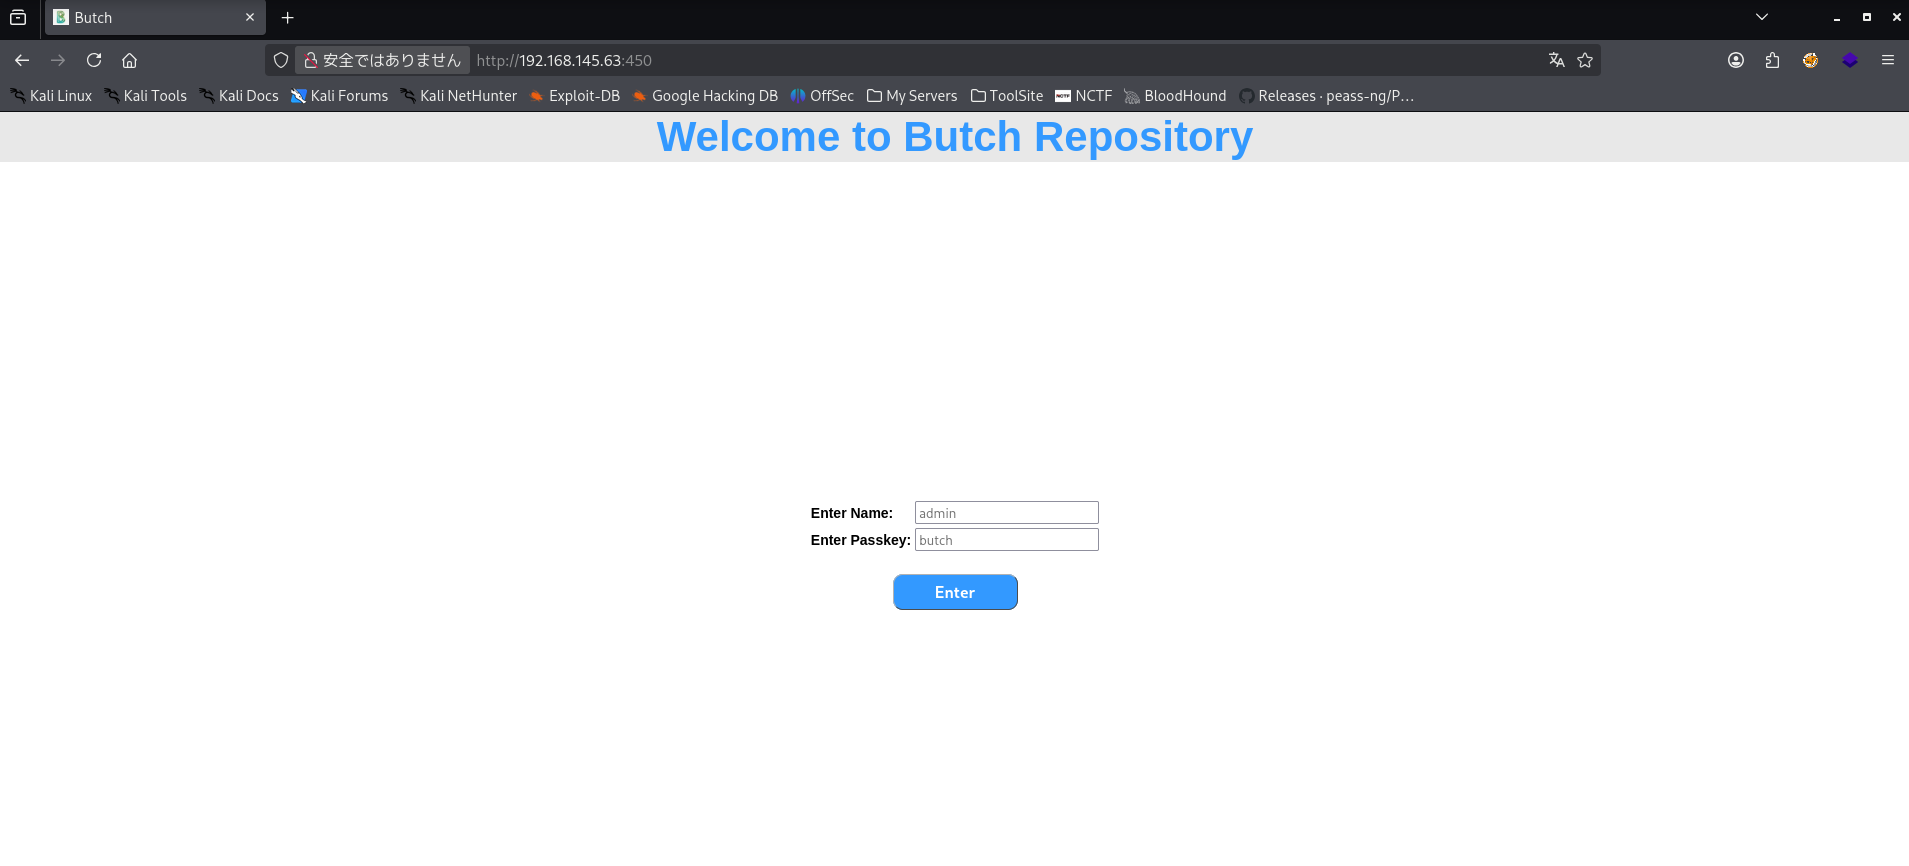 Butch
安全ではありません http://192.168.145.63:450
Kali Linux Kali Tools Kali Docs Kali Forums Kali NetHunter Exploit-DB Google Hacking DB OffSec My Servers ToolSite NCTF NCTF BloodHound Releases · peass-ng/P...
Welcome to Butch Repository
Enter Name: admin
Enter Passkey: butch
Enter